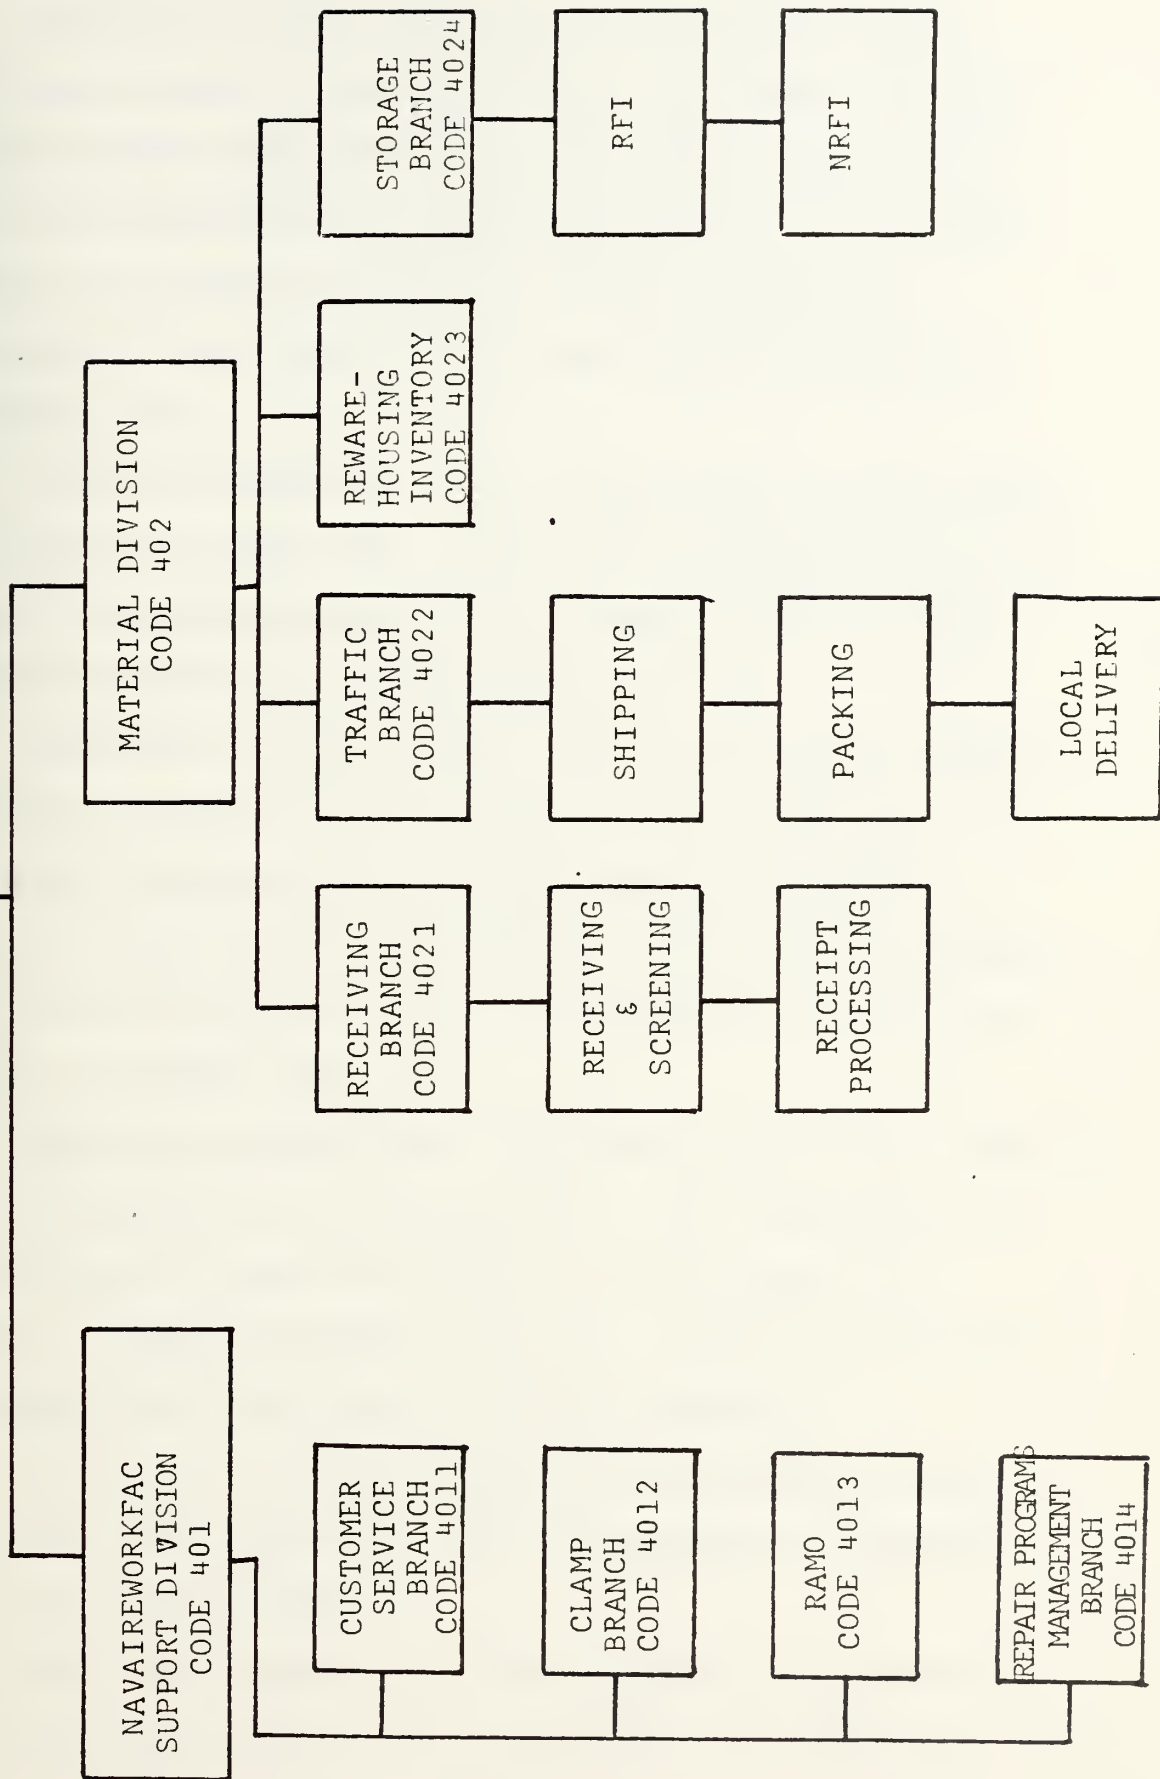 NAVAIREWORKFAC
SUPPORT DIVISION
CODE 401
CUSTOMER
SERVICE
BRANCH
CODE 4011
CLAMP
BRANCH
CODE 4012
RAMO
CODE 4013
REPAIR PROGRAMS
MANAGEMENT
BRANCH
CODE 4014
MATERIAL DIVISION
CODE 402
RECEIVING
BRANCH
CODE 4021
RECEIVING
&
SCREENING
RECEIPT
PROCESSING
TRAFFIC
BRANCH
CODE 4022
SHIPPING
PACKING
LOCAL
DELIVERY
REWARE-
HOUSING
INVENTORY
CODE 4023
STORAGE
BRANCH
CODE 4024
RFI
NRFI